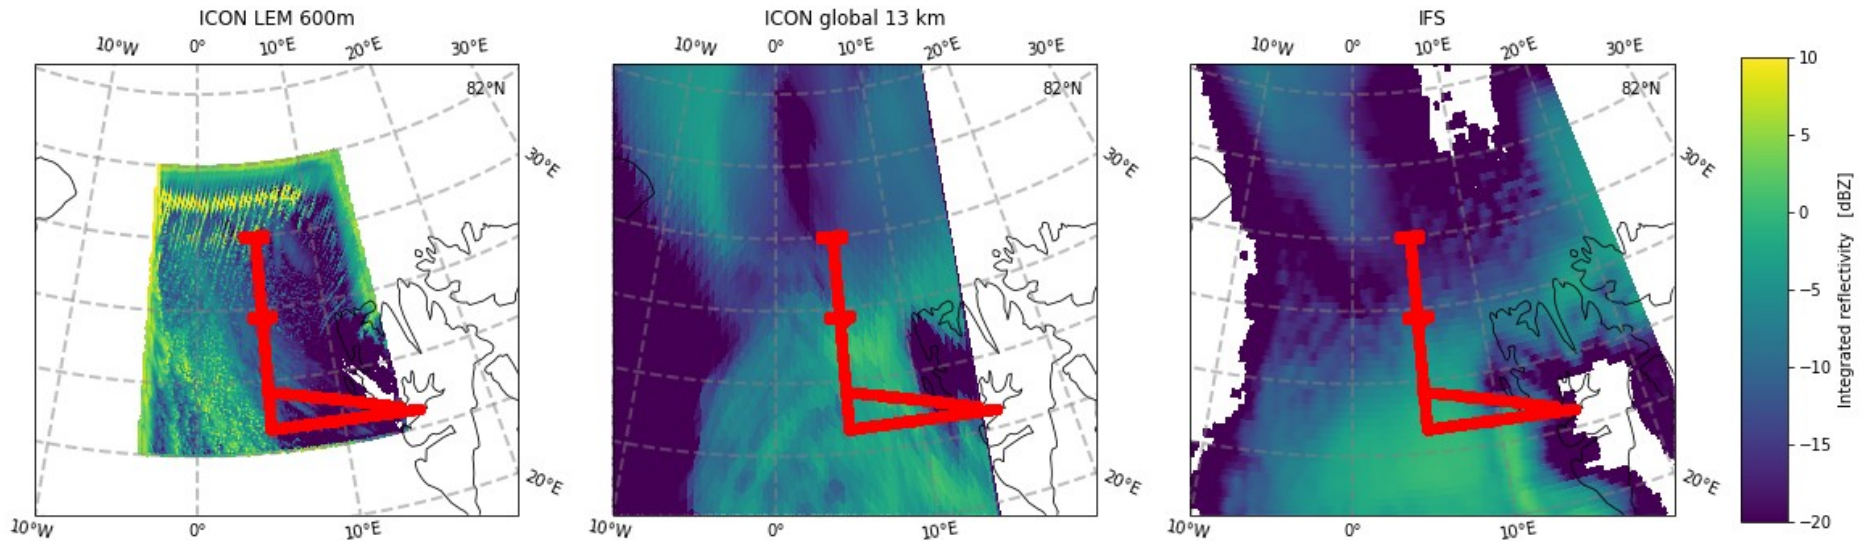 ICON LEM 600m
10°W 0° 10°E 20°E 30°E
82°N
30°E
20°E
10°W 0° 10°E
ICON global 13 km
10°W 0° 10°E 20°E 30°E
82°N
30°E
20°E
10°W 0° 10°E
IFS
10°W 0° 10°E 20°E 30°E
82°N
30°E
20°E
10°W 0° 10°E
10
5
0
−5
−10
−15
−20
Integrated reflectivity [dBZ]